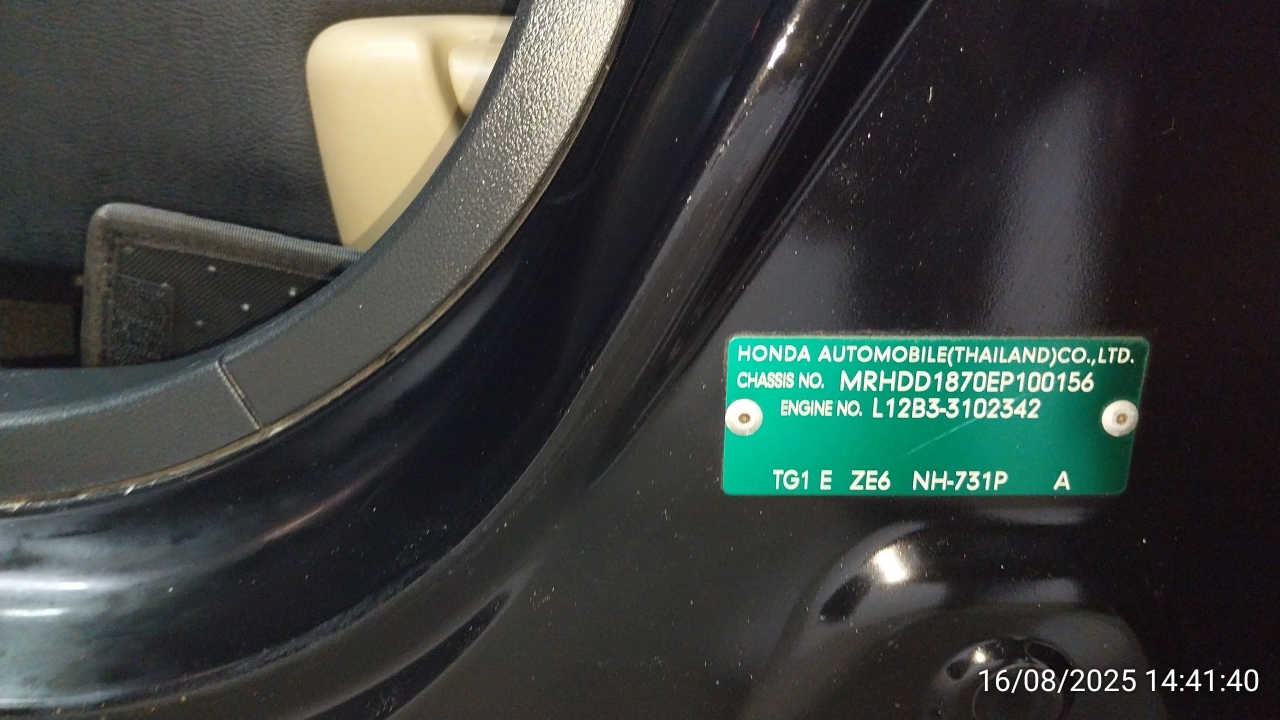 HONDA AUTOMOBILE(THAILAND)CO.,LTD.
CHASSIS NO. MRHDD1870EP100156
ENGINE NO. L12B3-3102342
TG1 E ZE6 NH-731P A
16/08/2025 14:41:40